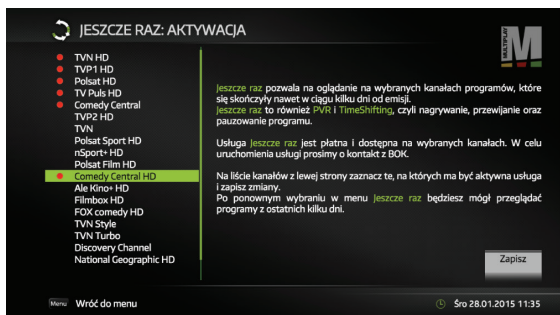 JESZCZE RAZ: AKTYWACJA
MULTIPLAY
TVN HD
TVP1 HD
Polsat HD
TV Puls HD
Comedy Central
TVP2 HD
TVN
Polsat Sport HD
nSport+ HD
Polsat Film HD
Comedy Central HD
Ale Kino+ HD
Filmbox HD
FOX comedy HD
TVN Style
TVN Turbo
Discovery Channel
National Geographic HD
Jeszcze raz pozwala na oglądanie na wybranych kanałach programów, które
się skończyły nawet w ciągu kilku dni od emisji.
Jeszcze raz to również PVR i TimeShifting, czyli nagrywanie, przewijanie oraz
pauzowanie programu.
Usługa Jeszcze raz jest płatna i dostępna na wybranych kanałach. W celu
uruchomienia usługi prosimy o kontakt z BOK.
Na liście kanałów z lewej strony zaznacz te, na których ma być aktywna usługa
i zapisz zmiany.
Po ponownym wybraniu w menu Jeszcze raz będziesz mógł przeglądać
programy z ostatnich kilku dni.
Zapisz
Menu Wróć do menu
Śro 28.01.2015 11:35